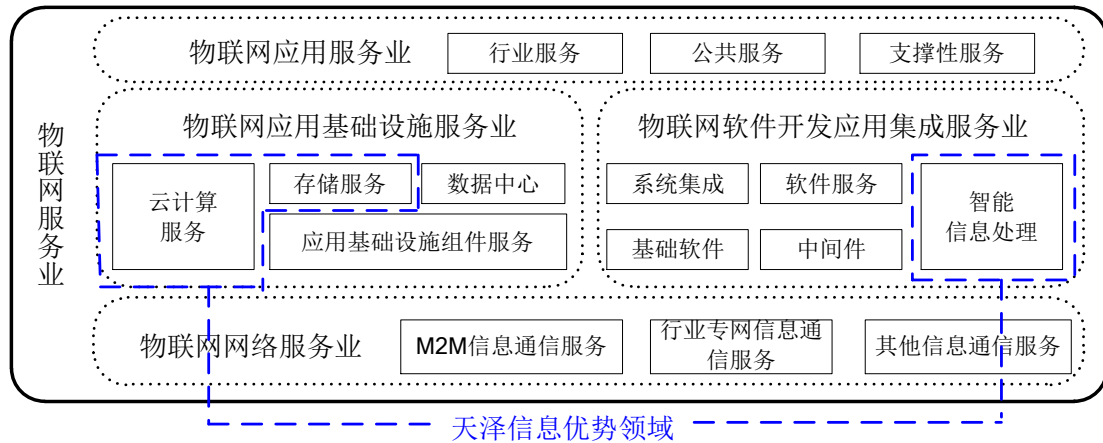 物联网服务业
物联网应用服务业
行业服务
公共服务
支撑性服务
物联网应用基础设施服务业
云计算
服务
存储服务
数据中心
应用基础设施组件服务
物联网软件开发应用集成服务业
系统集成
软件服务
基础软件
中间件
智能
信息处理
物联网网络服务业
M2M信息通信服务
行业专网信息通
信服务
其他信息通信服务
天泽信息优势领域